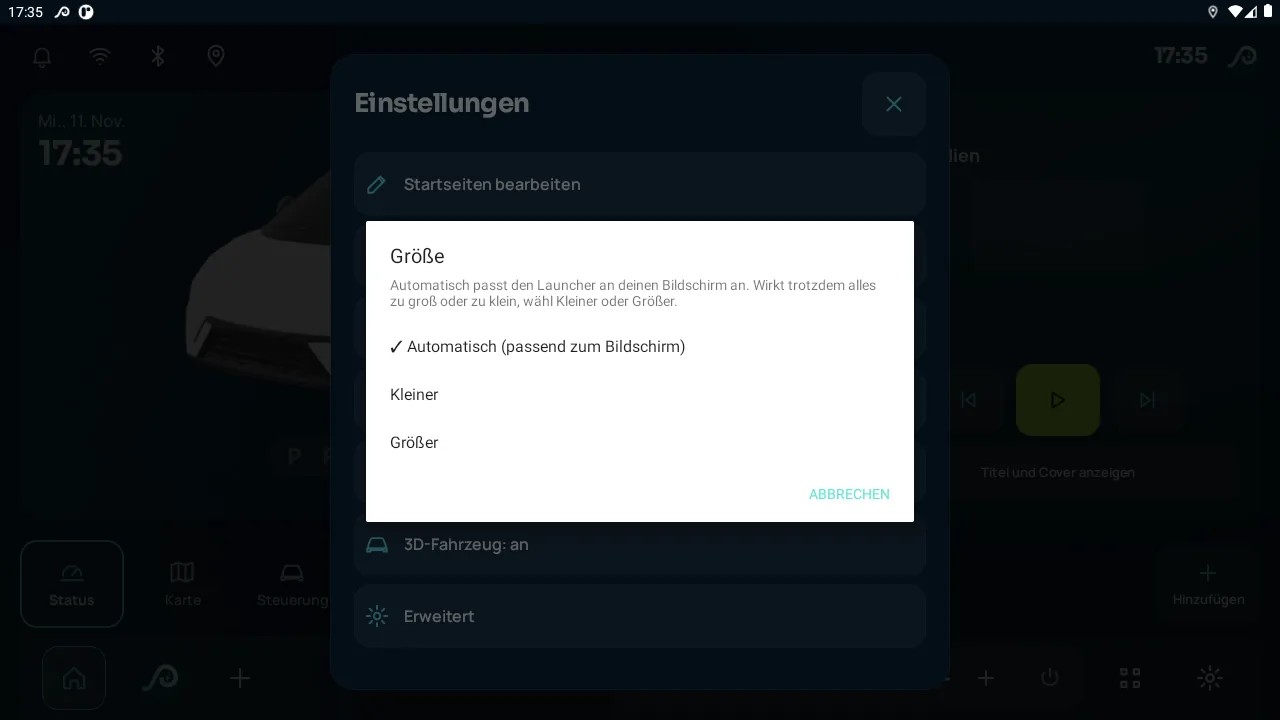 17:35
17:35
Einstellungen
Mi., 11. Nov.
17:35
Startseiten bearbeiten
Größe
Automatisch passt den Launcher an deinen Bildschirm an. Wirkt trotzdem alles
zu groß oder zu klein, wähl Kleiner oder Größer.
✓ Automatisch (passend zum Bildschirm)
Kleiner
Größer
ABBRECHEN
P
Titel und Cover anzeigen
3D-Fahrzeug: an
Status
Karte
Steuerung
Hinzufügen
Erweitert